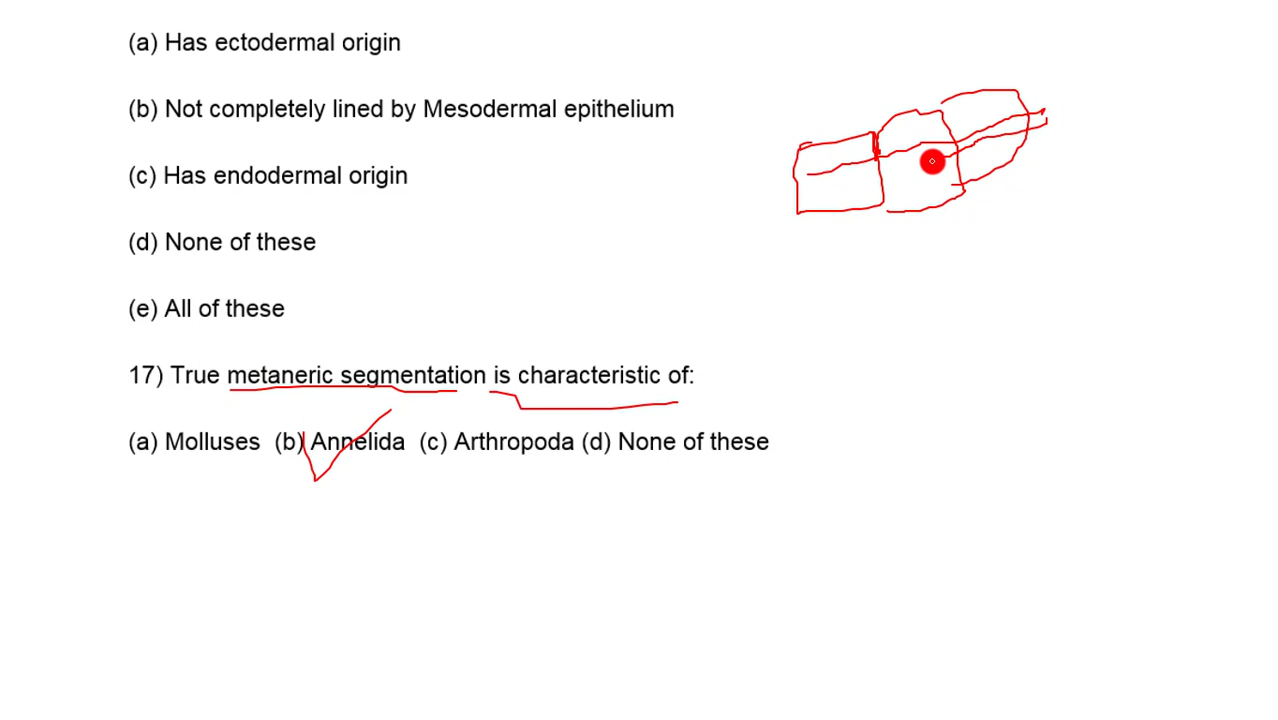 (a) Has ectodermal origin
(b) Not completely lined by Mesodermal epithelium
(c) Has endodermal origin
(d) None of these
(e) All of these
17) True metaneric segmentation is characteristic of:
(a) Molluses (b) Annelida (c) Arthropoda (d) None of these